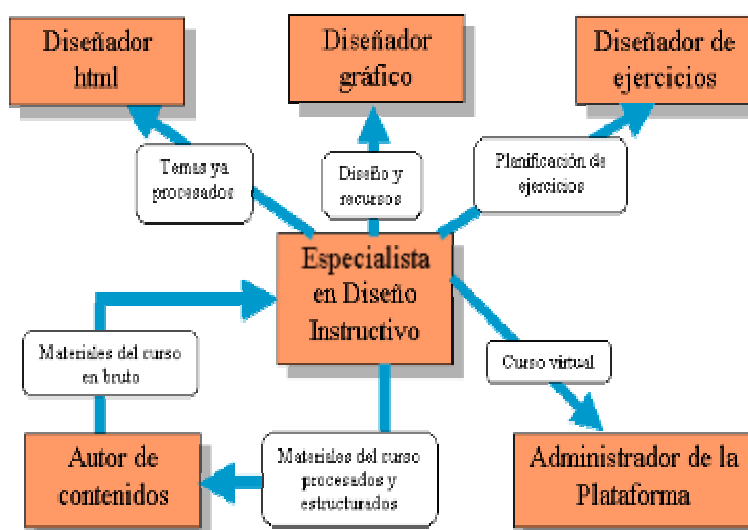 Diseñador
html
Diseñador
gráfico
Diseñador de
ejercicios
Temas ya
procesados
Diseño y
recursos
Planificación de
ejercicios
Especialista
en Diseño
Instructivo
Materiales del curso
en bruto
Curso virtual
Autor de
contenidos
Materiales del curso
procesados y
estructurados
Administrador de la
Plataforma